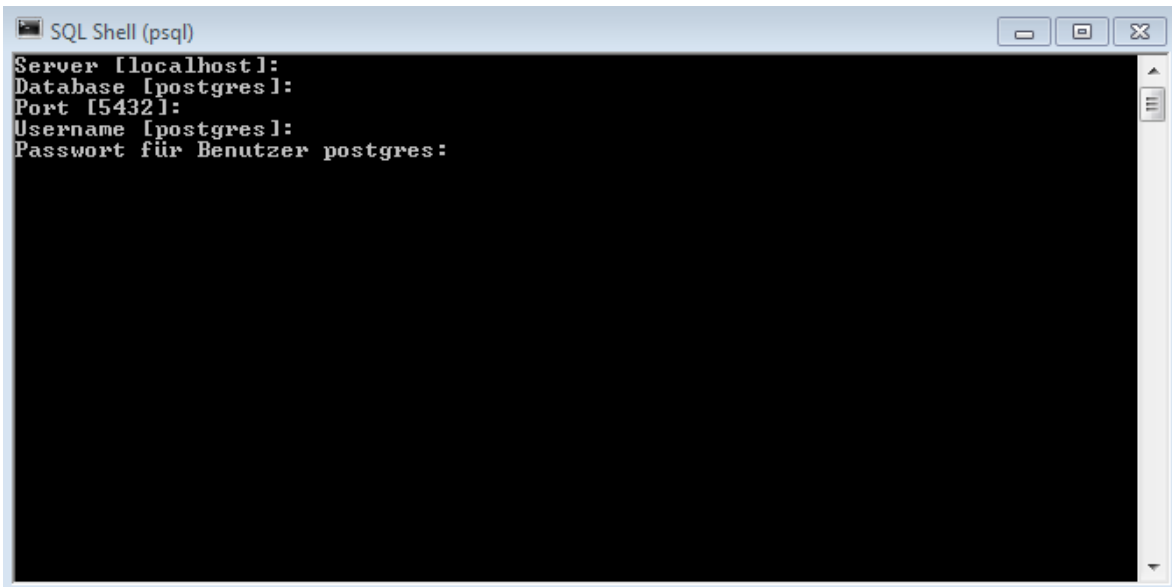 SQL Shell (psql)
Server [localhost]:
Database [postgres]:
Port [5432]:
Username [postgres]:
Passwort für Benutzer postgres: